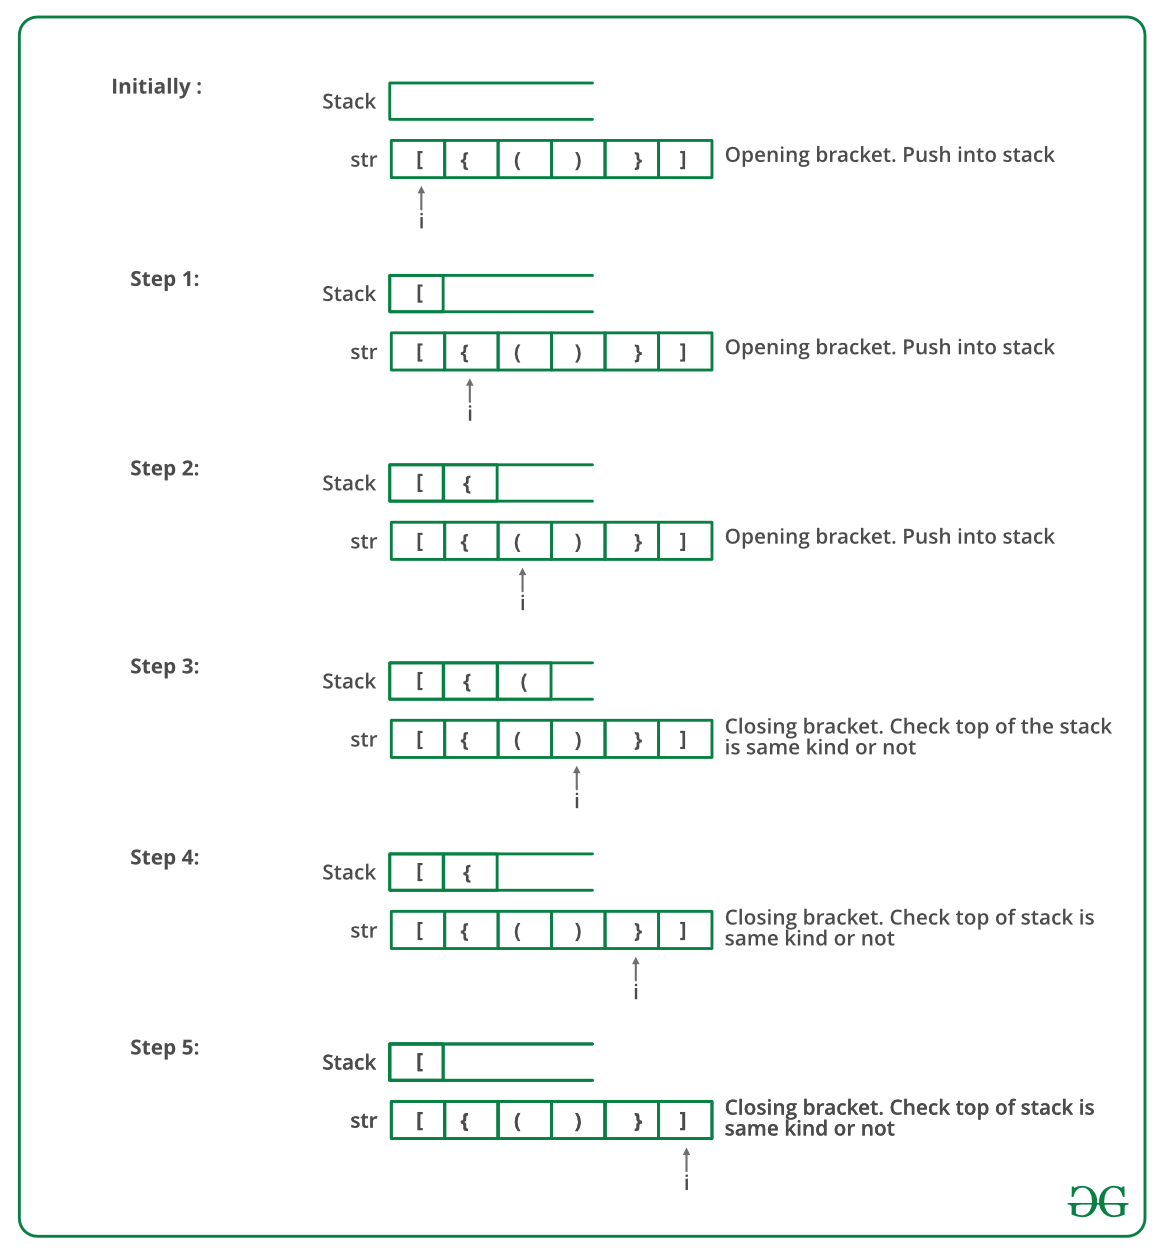 Initially :
Stack
str [ { ( ) } ] Opening bracket. Push into stack
i
Step 1:
Stack [
str [ { ( ) } ] Opening bracket. Push into stack
i
Step 2:
Stack [ {
str [ { ( ) } ] Opening bracket. Push into stack
i
Step 3:
Stack [ { (
str [ { ( ) } ] Closing bracket. Check top of the stack
is same kind or not
i
Step 4:
Stack [ {
str [ { ( ) } ] Closing bracket. Check top of stack is
same kind or not
i
Step 5:
Stack [
str [ { ( ) } ] Closing bracket. Check top of stack is
same kind or not
i